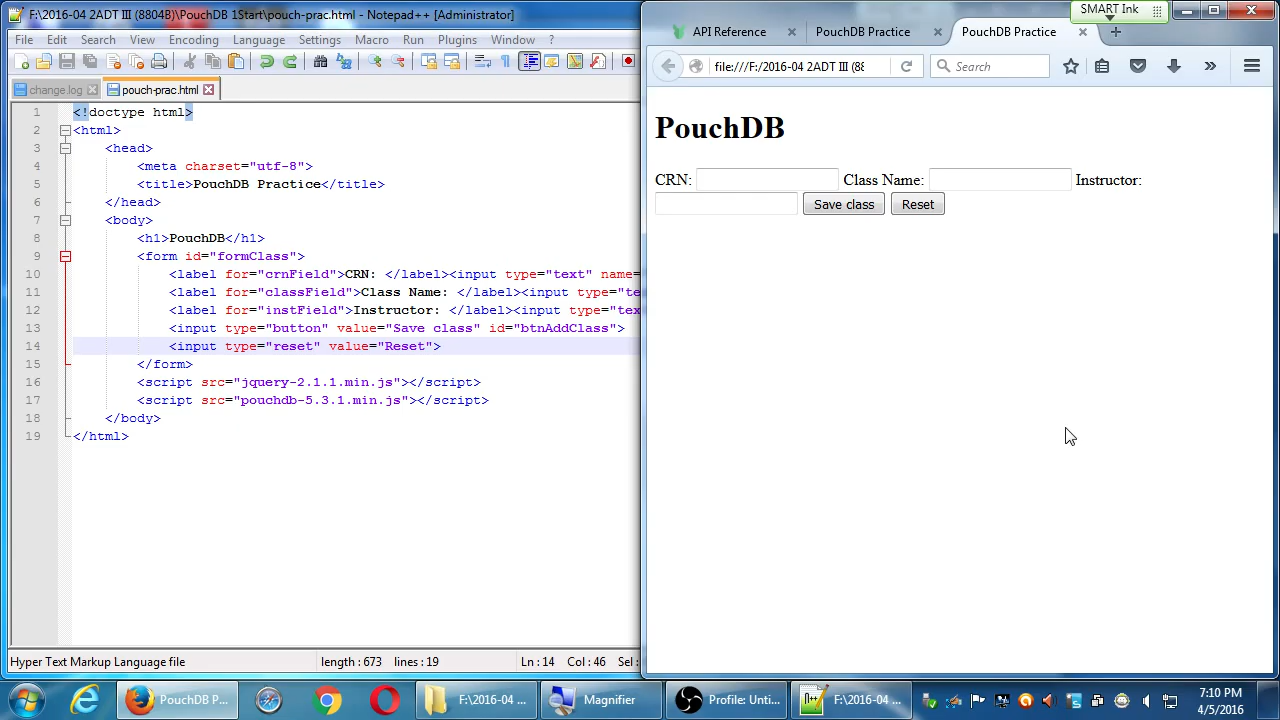 F:\2016-04 2ADT III (8804B)\PouchDB 1Start\pouch-prac.html - Notepad++ [Administrator]
File Edit Search View Encoding Language Settings Macro Run Plugins Window ?
change.log
pouch-prac.html
1 <!doctype html>
2 <html>
3 <head>
4 <meta charset="utf-8">
5 <title>PouchDB Practice</title>
6 </head>
7 <body>
8 <h1>PouchDB</h1>
9 <form id="formClass">
10 <label for="crnField">CRN: </label><input type="text" name=
11 <label for="classField">Class Name: </label><input type="te
12 <label for="instField">Instructor: </label><input type="tex
13 <input type="button" value="Save class" id="btnAddClass">
14 <input type="reset" value="Reset">
15 </form>
16 <script src="jquery-2.1.1.min.js"></script>
17 <script src="pouchdb-5.3.1.min.js"></script>
18 </body>
19 </html>
Hyper Text Markup Language file length : 673 lines : 19 Ln : 14 Col : 46 Sel :
SMART Ink
API Reference
PouchDB Practice
PouchDB Practice
file:///F:/2016-04 2ADT III (88
Search
PouchDB
CRN: Class Name: Instructor:
Save class Reset
PouchDB P...
F:\2016-04 ...
Magnifier
Profile: Unti...
F:\2016-04 ...
7:10 PM
4/5/2016